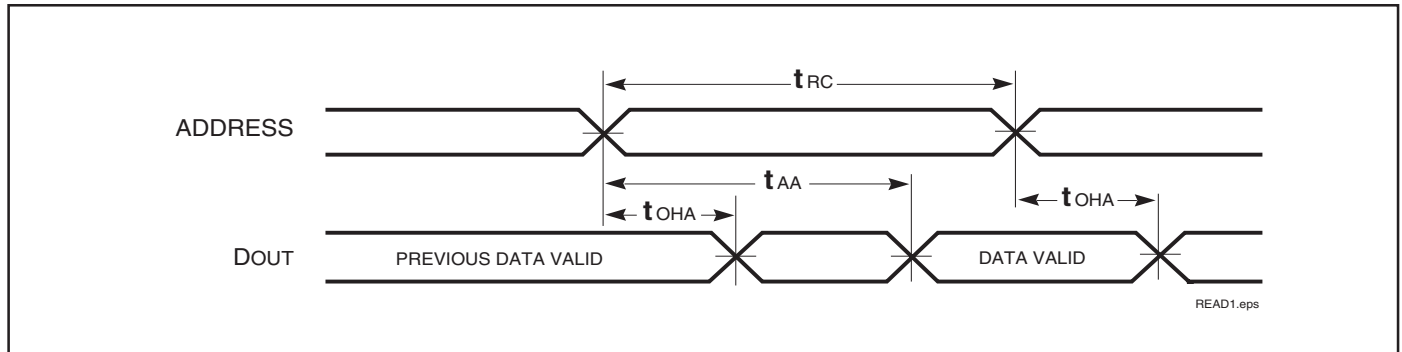 tRC
ADDRESS
tAA
tOHA
tOHA
DOUT
PREVIOUS DATA VALID
DATA VALID
READ1.eps